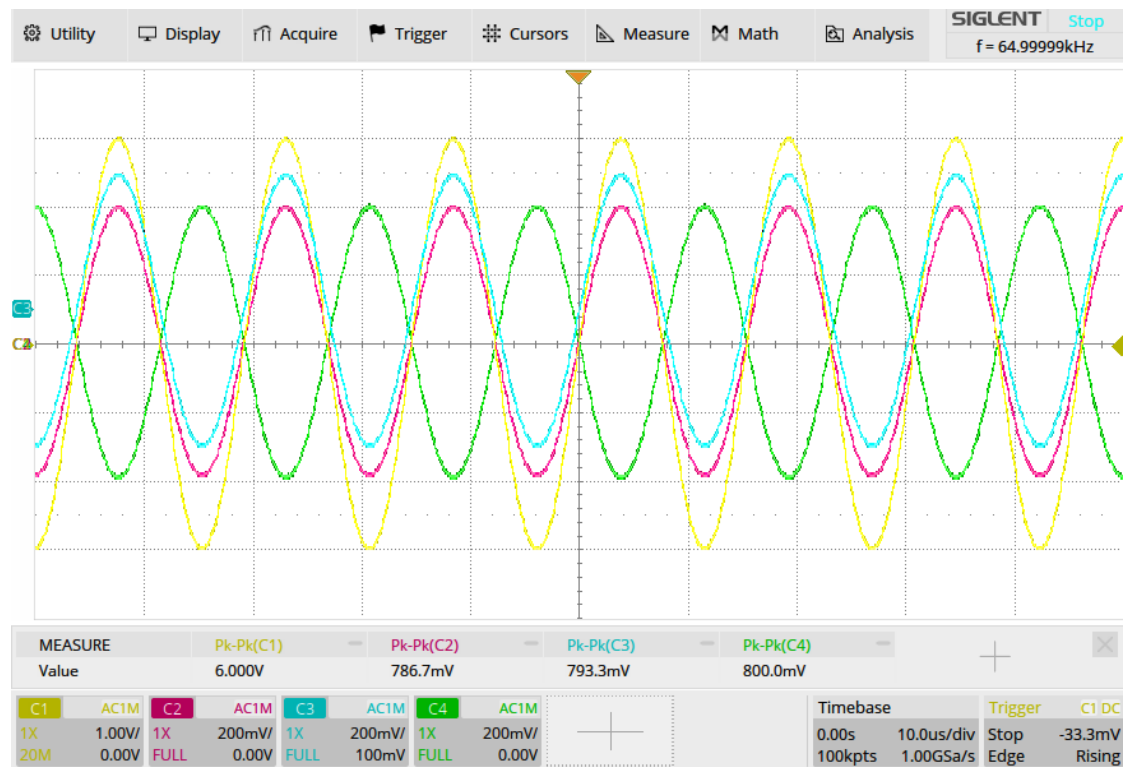 Utility Display Acquire Trigger Cursors Measure Math Analysis SIGLENT Stop
f = 64.99999kHz
C3
MEASURE Pk-Pk(C1) Pk-Pk(C2) Pk-Pk(C3) Pk-Pk(C4)
Value 6.000V 786.7mV 793.3mV 800.0mV
C1 AC1M C2 AC1M C3 AC1M C4 AC1M Timebase Trigger C1 DC
1X 1.00V/ 1X 200mV/ 1X 200mV/ 1X 200mV/ 0.00s 10.0us/div Stop -33.3mV
20M 0.00V FULL 0.00V FULL 100mV FULL 0.00V 100kpts 1.00GSa/s Edge Rising